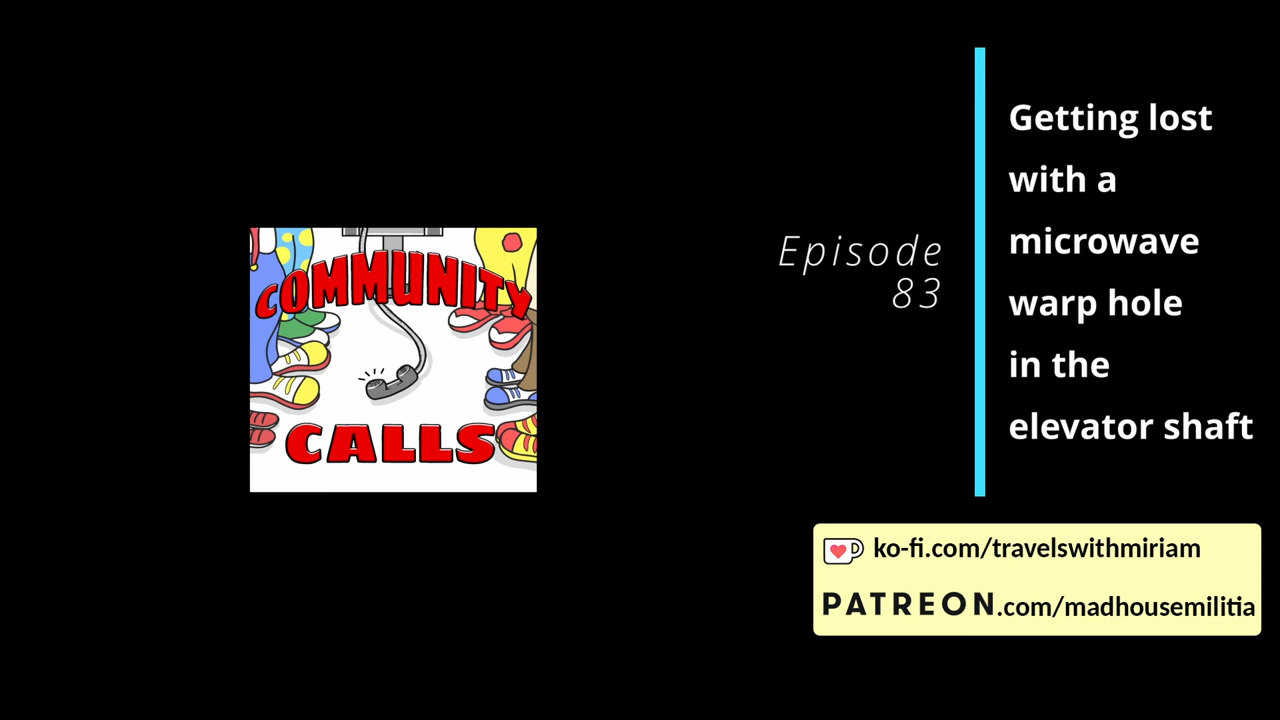 COMMUNITY
CALLS
Episode
83
Getting lost
with a
microwave
warp hole
in the
elevator shaft
ko-fi.com/travelswithmiriam
PATREON.com/madhousemilitia